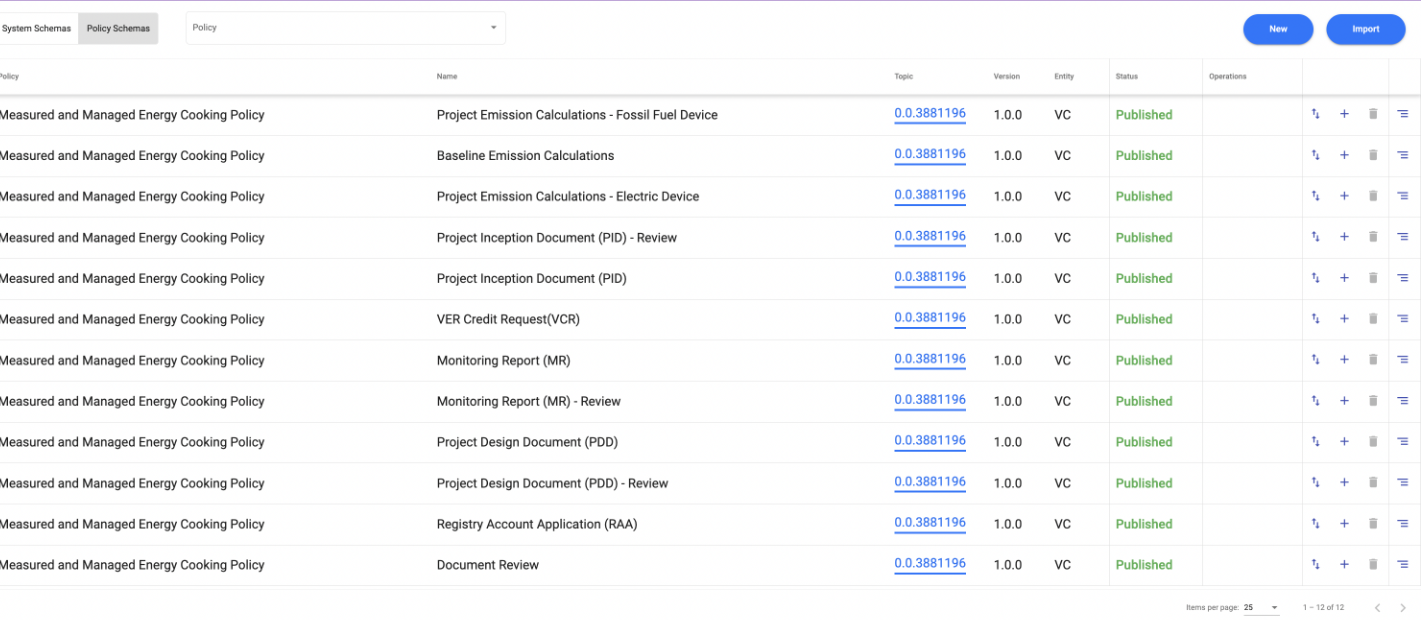 System Schemas Policy Schemas Policy New Import
Policy Name Topic Version Entity Status Operations
Measured and Managed Energy Cooking Policy Project Emission Calculations - Fossil Fuel Device 0.0.3881196 1.0.0 VC Published
Measured and Managed Energy Cooking Policy Baseline Emission Calculations 0.0.3881196 1.0.0 VC Published
Measured and Managed Energy Cooking Policy Project Emission Calculations - Electric Device 0.0.3881196 1.0.0 VC Published
Measured and Managed Energy Cooking Policy Project Inception Document (PID) - Review 0.0.3881196 1.0.0 VC Published
Measured and Managed Energy Cooking Policy Project Inception Document (PID) 0.0.3881196 1.0.0 VC Published
Measured and Managed Energy Cooking Policy VER Credit Request(VCR) 0.0.3881196 1.0.0 VC Published
Measured and Managed Energy Cooking Policy Monitoring Report (MR) 0.0.3881196 1.0.0 VC Published
Measured and Managed Energy Cooking Policy Monitoring Report (MR) - Review 0.0.3881196 1.0.0 VC Published
Measured and Managed Energy Cooking Policy Project Design Document (PDD) 0.0.3881196 1.0.0 VC Published
Measured and Managed Energy Cooking Policy Project Design Document (PDD) - Review 0.0.3881196 1.0.0 VC Published
Measured and Managed Energy Cooking Policy Registry Account Application (RAA) 0.0.3881196 1.0.0 VC Published
Measured and Managed Energy Cooking Policy Document Review 0.0.3881196 1.0.0 VC Published
Items per page: 25 1 – 12 of 12